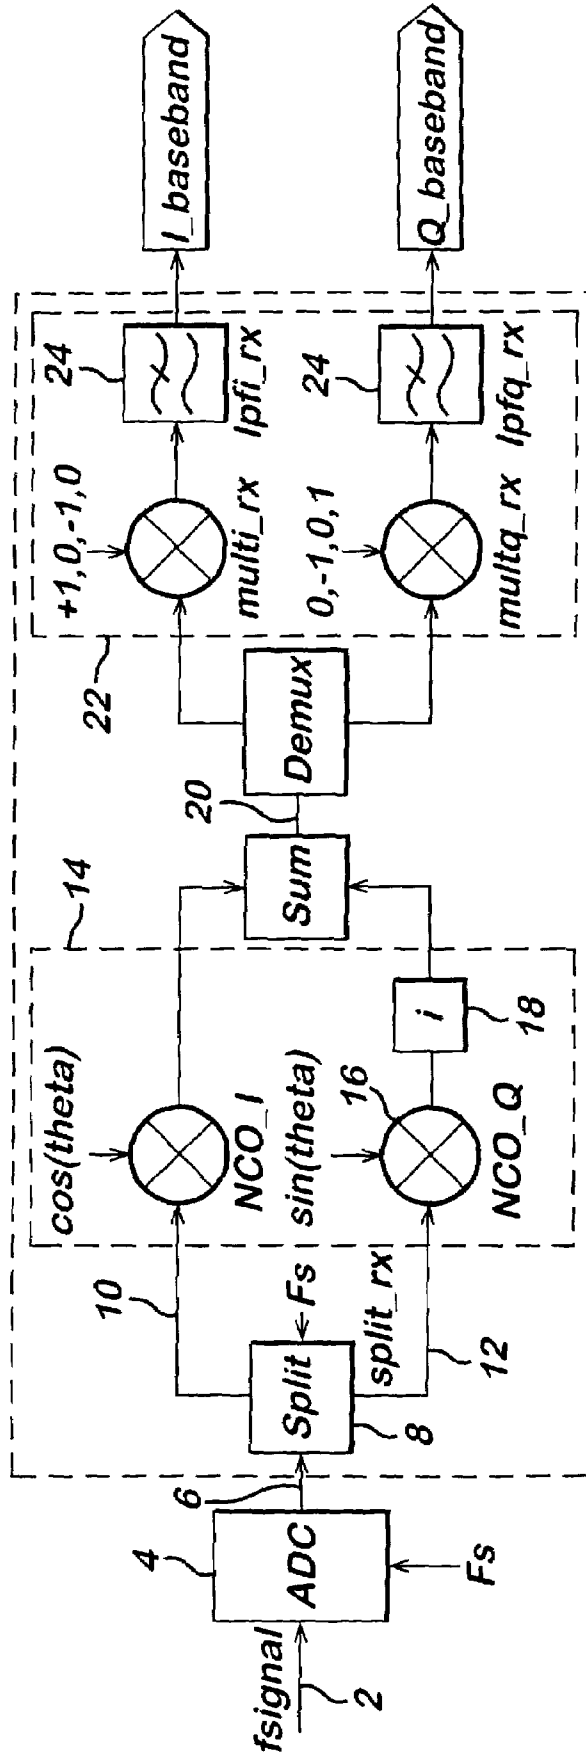 fsignal
2
4
ADC
Fs
6
Split
Fs
8
10
split_rx
12
14
cos(theta)
NCO_I
sin(theta)
16
NCO_Q
i
18
Sum
20
Demux
22
+1,0,-1,0
multi_rx
24
lpfi_rx
I_baseband
0,-1,0,1
multq_rx
24
lpfq_rx
Q_baseband